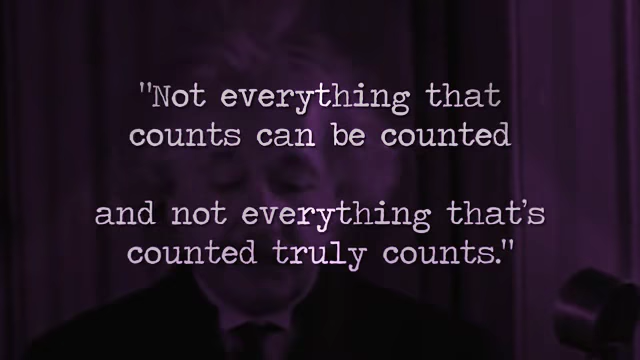 "Not everything that
counts can be counted
and not everything that's
counted truly counts."